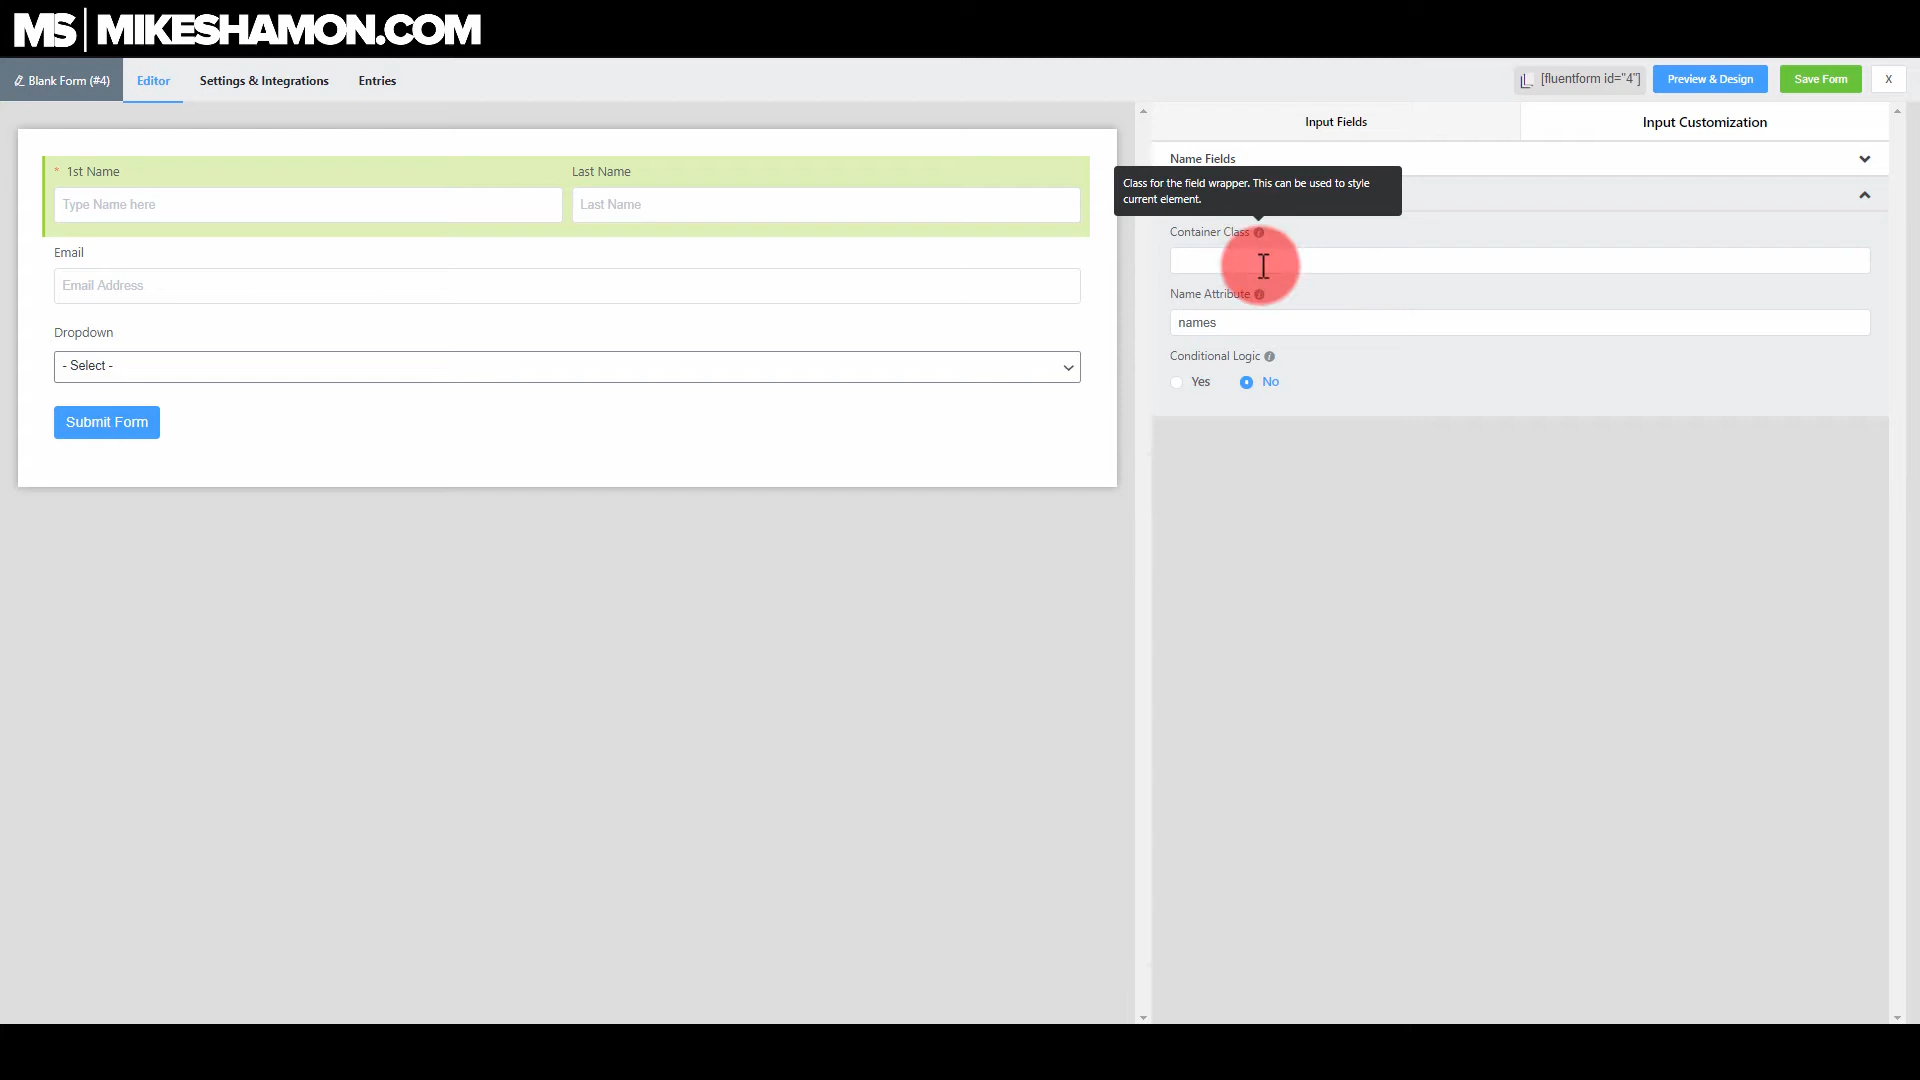 MS | MIKESHAMON.COM
Blank Form (#4)
Editor
Settings & Integrations
Entries
[fluentform id="4"]
Preview & Design
Save Form
X
* 1st Name
Last Name
Type Name here
Last Name
Email
Email Address
Dropdown
- Select -
Submit Form
Input Fields
Input Customization
Name Fields
Class for the field wrapper. This can be used to style
current element.
Container Class
Name Attribute
names
Conditional Logic
Yes
No